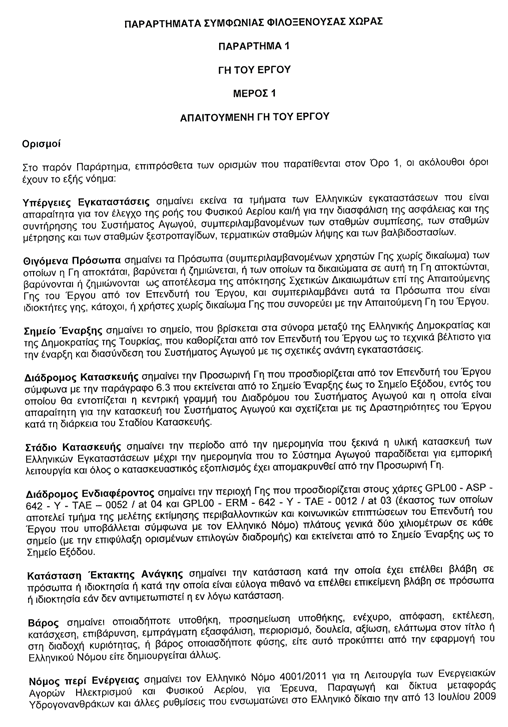 ΠΑΡΑΡΤΗΜΑΤΑ ΣΥΜΦΩΝΙΑΣ ΦΙΛΟΞΕΝΟΥΣΑΣ ΧΩΡΑΣ
ΠΑΡΑΡΤΗΜΑ 1
ΓΗ ΤΟΥ ΕΡΓΟΥ
ΜΕΡΟΣ 1
ΑΠΑΙΤΟΥΜΕΝΗ ΓΗ ΤΟΥ ΕΡΓΟΥ
Ορισμοί
Στο παρόν Παράρτημα, επιπρόσθετα των ορισμών που παρατίθενται στον Όρο 1, οι ακόλουθοι όροι
έχουν το εξής νόημα:
Υπέργειες Εγκαταστάσεις σημαίνει εκείνα τα τμήματα των Ελληνικών εγκαταστάσεων που είναι
απαραίτητα για τον έλεγχο της ροής του Φυσικού Αερίου και/ή για την διασφάλιση της ασφάλειας και της
συντήρησης του Συστήματος Αγωγού, συμπεριλαμβανομένων των σταθμών συμπίεσης, των σταθμών
μέτρησης και των σταθμών ξεστροπαγίδων, τερματικών σταθμών λήψης και των βαλβιδοστασίων.
Θιγόμενα Πρόσωπα σημαίνει τα Πρόσωπα (συμπεριλαμβανομένων χρηστών Γης χωρίς δικαίωμα) των
οποίων η Γη αποκτάται, βαρύνεται ή ζημιώνεται, ή των οποίων τα δικαιώματα σε αυτή τη Γη αποκτώνται,
βαρύνονται ή ζημιώνονται ως αποτέλεσμα της απόκτησης Σχετικών Δικαιωμάτων επί της Απαιτούμενης
Γης του Έργου από τον Επενδυτή του Έργου, και συμπεριλαμβάνει αυτά τα Πρόσωπα που είναι
ιδιοκτήτες γης, κάτοχοι, ή χρήστες χωρίς δικαίωμα Γης που συνορεύει με την Απαιτούμενη Γη του Έργου.
Σημείο Έναρξης σημαίνει το σημείο, που βρίσκεται στα σύνορα μεταξύ της Ελληνικής Δημοκρατίας και
της Δημοκρατίας της Τουρκίας, που καθορίζεται από τον Επενδυτή του Έργου ως το τεχνικά βέλτιστο για
την έναρξη και διασύνδεση του Συστήματος Αγωγού με τις σχετικές ανάντη εγκαταστάσεις.
Διάδρομος Κατασκευής σημαίνει την Προσωρινή Γη που προσδιορίζεται από τον Επενδυτή του Έργου
σύμφωνα με την παράγραφο 6.3 που εκτείνεται από το Σημείο Έναρξης έως το Σημείο Εξόδου, εντός του
οποίου θα εντοπίζεται η κεντρική γραμμή του Διαδρόμου του Συστήματος Αγωγού και η οποία είναι
απαραίτητη για την κατασκευή του Συστήματος Αγωγού και σχετίζεται με τις Δραστηριότητες του Έργου
κατά τη διάρκεια του Σταδίου Κατασκευής.
Στάδιο Κατασκευής σημαίνει την περίοδο από την ημερομηνία που ξεκινά η υλική κατασκευή των
Ελληνικών Εγκαταστάσεων μέχρι την ημερομηνία που το Σύστημα Αγωγού παραδίδεται για εμπορική
λειτουργία και όλος ο κατασκευαστικός εξοπλισμός έχει απομακρυνθεί από την Προσωρινή Γη.
Διάδρομος Ενδιαφέροντος σημαίνει την περιοχή Γης που προσδιορίζεται στους χάρτες GPL00 - ASP -
642 - Y - TAE – 0052 / at 04 και GPL00 - ERM - 642 - Y - TAE - 0012 / at 03 (έκαστος των οποίων
αποτελεί τμήμα της μελέτης εκτίμησης περιβαλλοντικών και κοινωνικών επιπτώσεων του Επενδυτή του
Έργου που υποβάλλεται σύμφωνα με τον Ελληνικό Νόμο) πλάτους γενικά δύο χιλιομέτρων σε κάθε
σημείο (με την επιφύλαξη ορισμένων επιλογών διαδρομής) και εκτείνεται από το Σημείο Έναρξης ως το
Σημείο Εξόδου.
Κατάσταση Έκτακτης Ανάγκης σημαίνει την κατάσταση κατά την οποία έχει επέλθει βλάβη σε
πρόσωπα ή ιδιοκτησία ή κατά την οποία είναι εύλογα πιθανό να επέλθει επικείμενη βλάβη σε πρόσωπα
ή ιδιοκτησία εάν δεν αντιμετωπιστεί η εν λόγω κατάσταση.
Βάρος σημαίνει οποιαδήποτε υποθήκη, προσημείωση υποθήκης, ενέχυρο, απόφαση, εκτέλεση,
κατάσχεση, επιβάρυνση, εμπράγματη εξασφάλιση, περιορισμό, δουλεία, αξίωση, ελάττωμα στον τίτλο ή
στη διαδοχή κυριότητας, ή βάρος οποιασδήποτε φύσης, είτε αυτό προκύπτει από την εφαρμογή του
Ελληνικού Νόμου είτε δημιουργείται άλλως.
Νόμος περί Ενέργειας σημαίνει τον Ελληνικό Νόμο 4001/2011 για τη Λειτουργία των Ενεργειακών
Αγορών Ηλεκτρισμού και Φυσικού Αερίου, για Έρευνα, Παραγωγή και δίκτυα μεταφοράς
Υδρογονανθράκων και άλλες ρυθμίσεις που ενσωματώνει στο Ελληνικό δίκαιο την από 13 Ιουλίου 2009